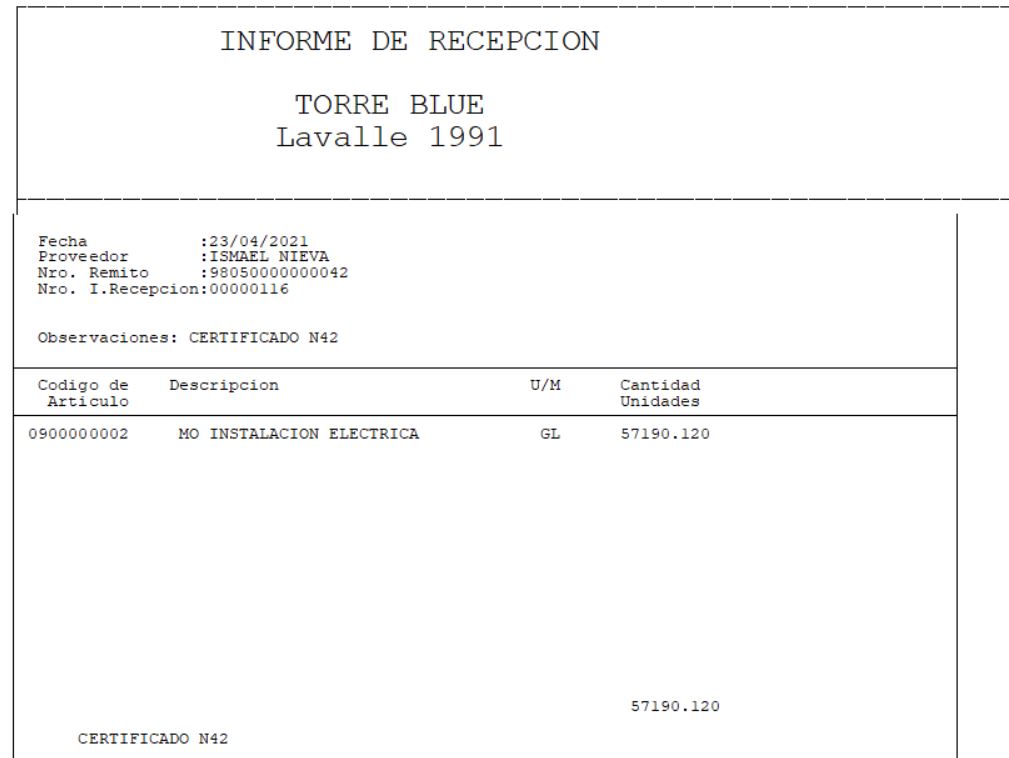 INFORME DE RECEPCION
TORRE BLUE
Lavalle 1991
Fecha :23/04/2021
Proveedor :ISMAEL NIEVA
Nro. Remito :98050000000042
Nro. I.Recepcion:00000116
Observaciones: CERTIFICADO N42
Codigo de Descripcion U/M Cantidad
Articulo Unidades
0900000002 MO INSTALACION ELECTRICA GL 57190.120
57190.120
CERTIFICADO N42